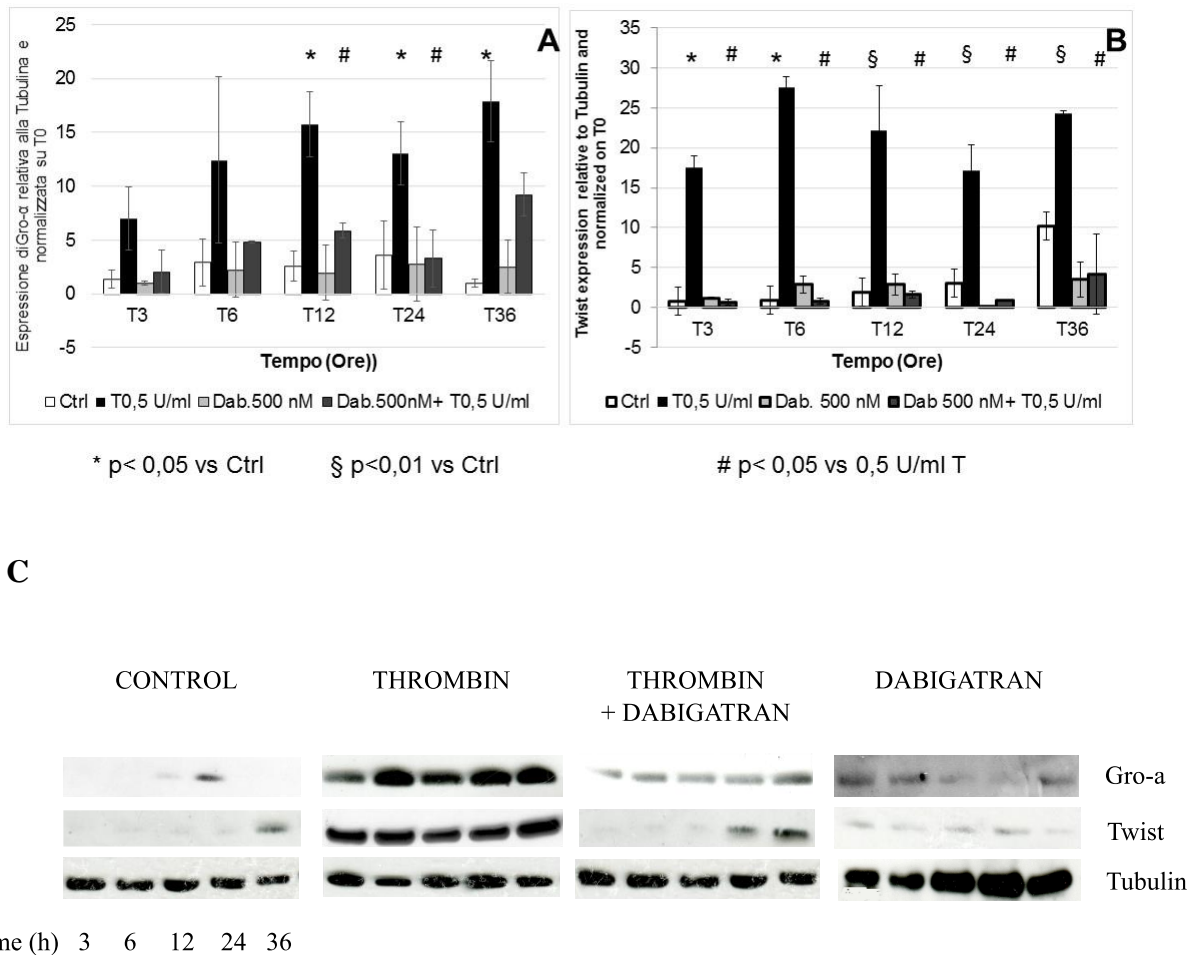 A
Espressione diGro-α relativa alla Tubulina e
normalizzata su T0
25
20
15
10
5
0
-5
* # * # *
T3 T6 T12 T24 T36
Tempo (Ore))
Ctrl T0,5 U/ml Dab.500 nM Dab.500nM+ T0,5 U/ml
B
Twist expression relative to Tubulin and
normalized on T0
35
30
25
20
15
10
5
0
-5
* # * # § # § # § #
T3 T6 T12 T24 T36
Tempo (Ore)
Ctrl T0,5 U/ml Dab. 500 nM Dab 500 nM+ T0,5 U/ml
* p< 0,05 vs Ctrl § p<0,01 vs Ctrl # p< 0,05 vs 0,5 U/ml T
C
CONTROL
THROMBIN
THROMBIN
+ DABIGATRAN
DABIGATRAN
Gro-a
Twist
Tubulin
me (h) 3 6 12 24 36